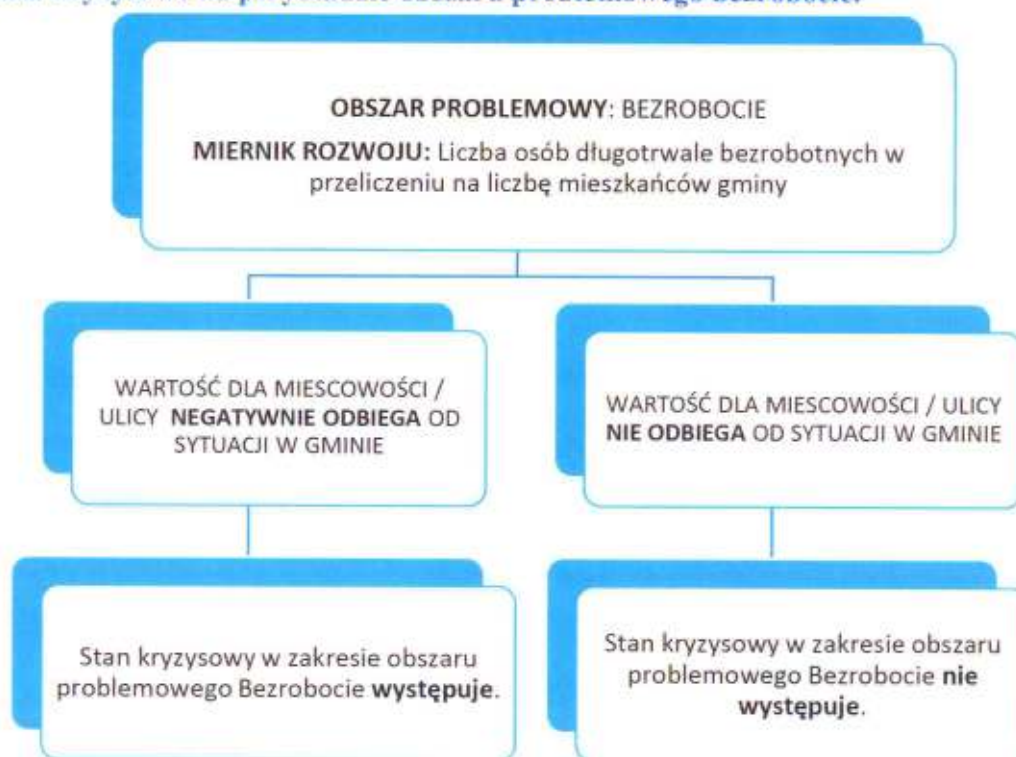 OBSZAR PROBLEMOWY: BEZROBOCIE
MIERNIK ROZWOJU: Liczba osób długotrwale bezrobotnych w
przeliczeniu na liczbę mieszkańców gminy
WARTOŚĆ DLA MIESCOWOŚCI /
ULICY NEGATYWNIE ODBIEGA OD
SYTUACJI W GMINIE
WARTOŚĆ DLA MIESCOWOŚCI / ULICY
NIE ODBIEGA OD SYTUACJI W GMINIE
Stan kryzysowy w zakresie obszaru
problemowego Bezrobocie występuje.
Stan kryzysowy w zakresie obszaru
problemowego Bezrobocie nie
występuje.